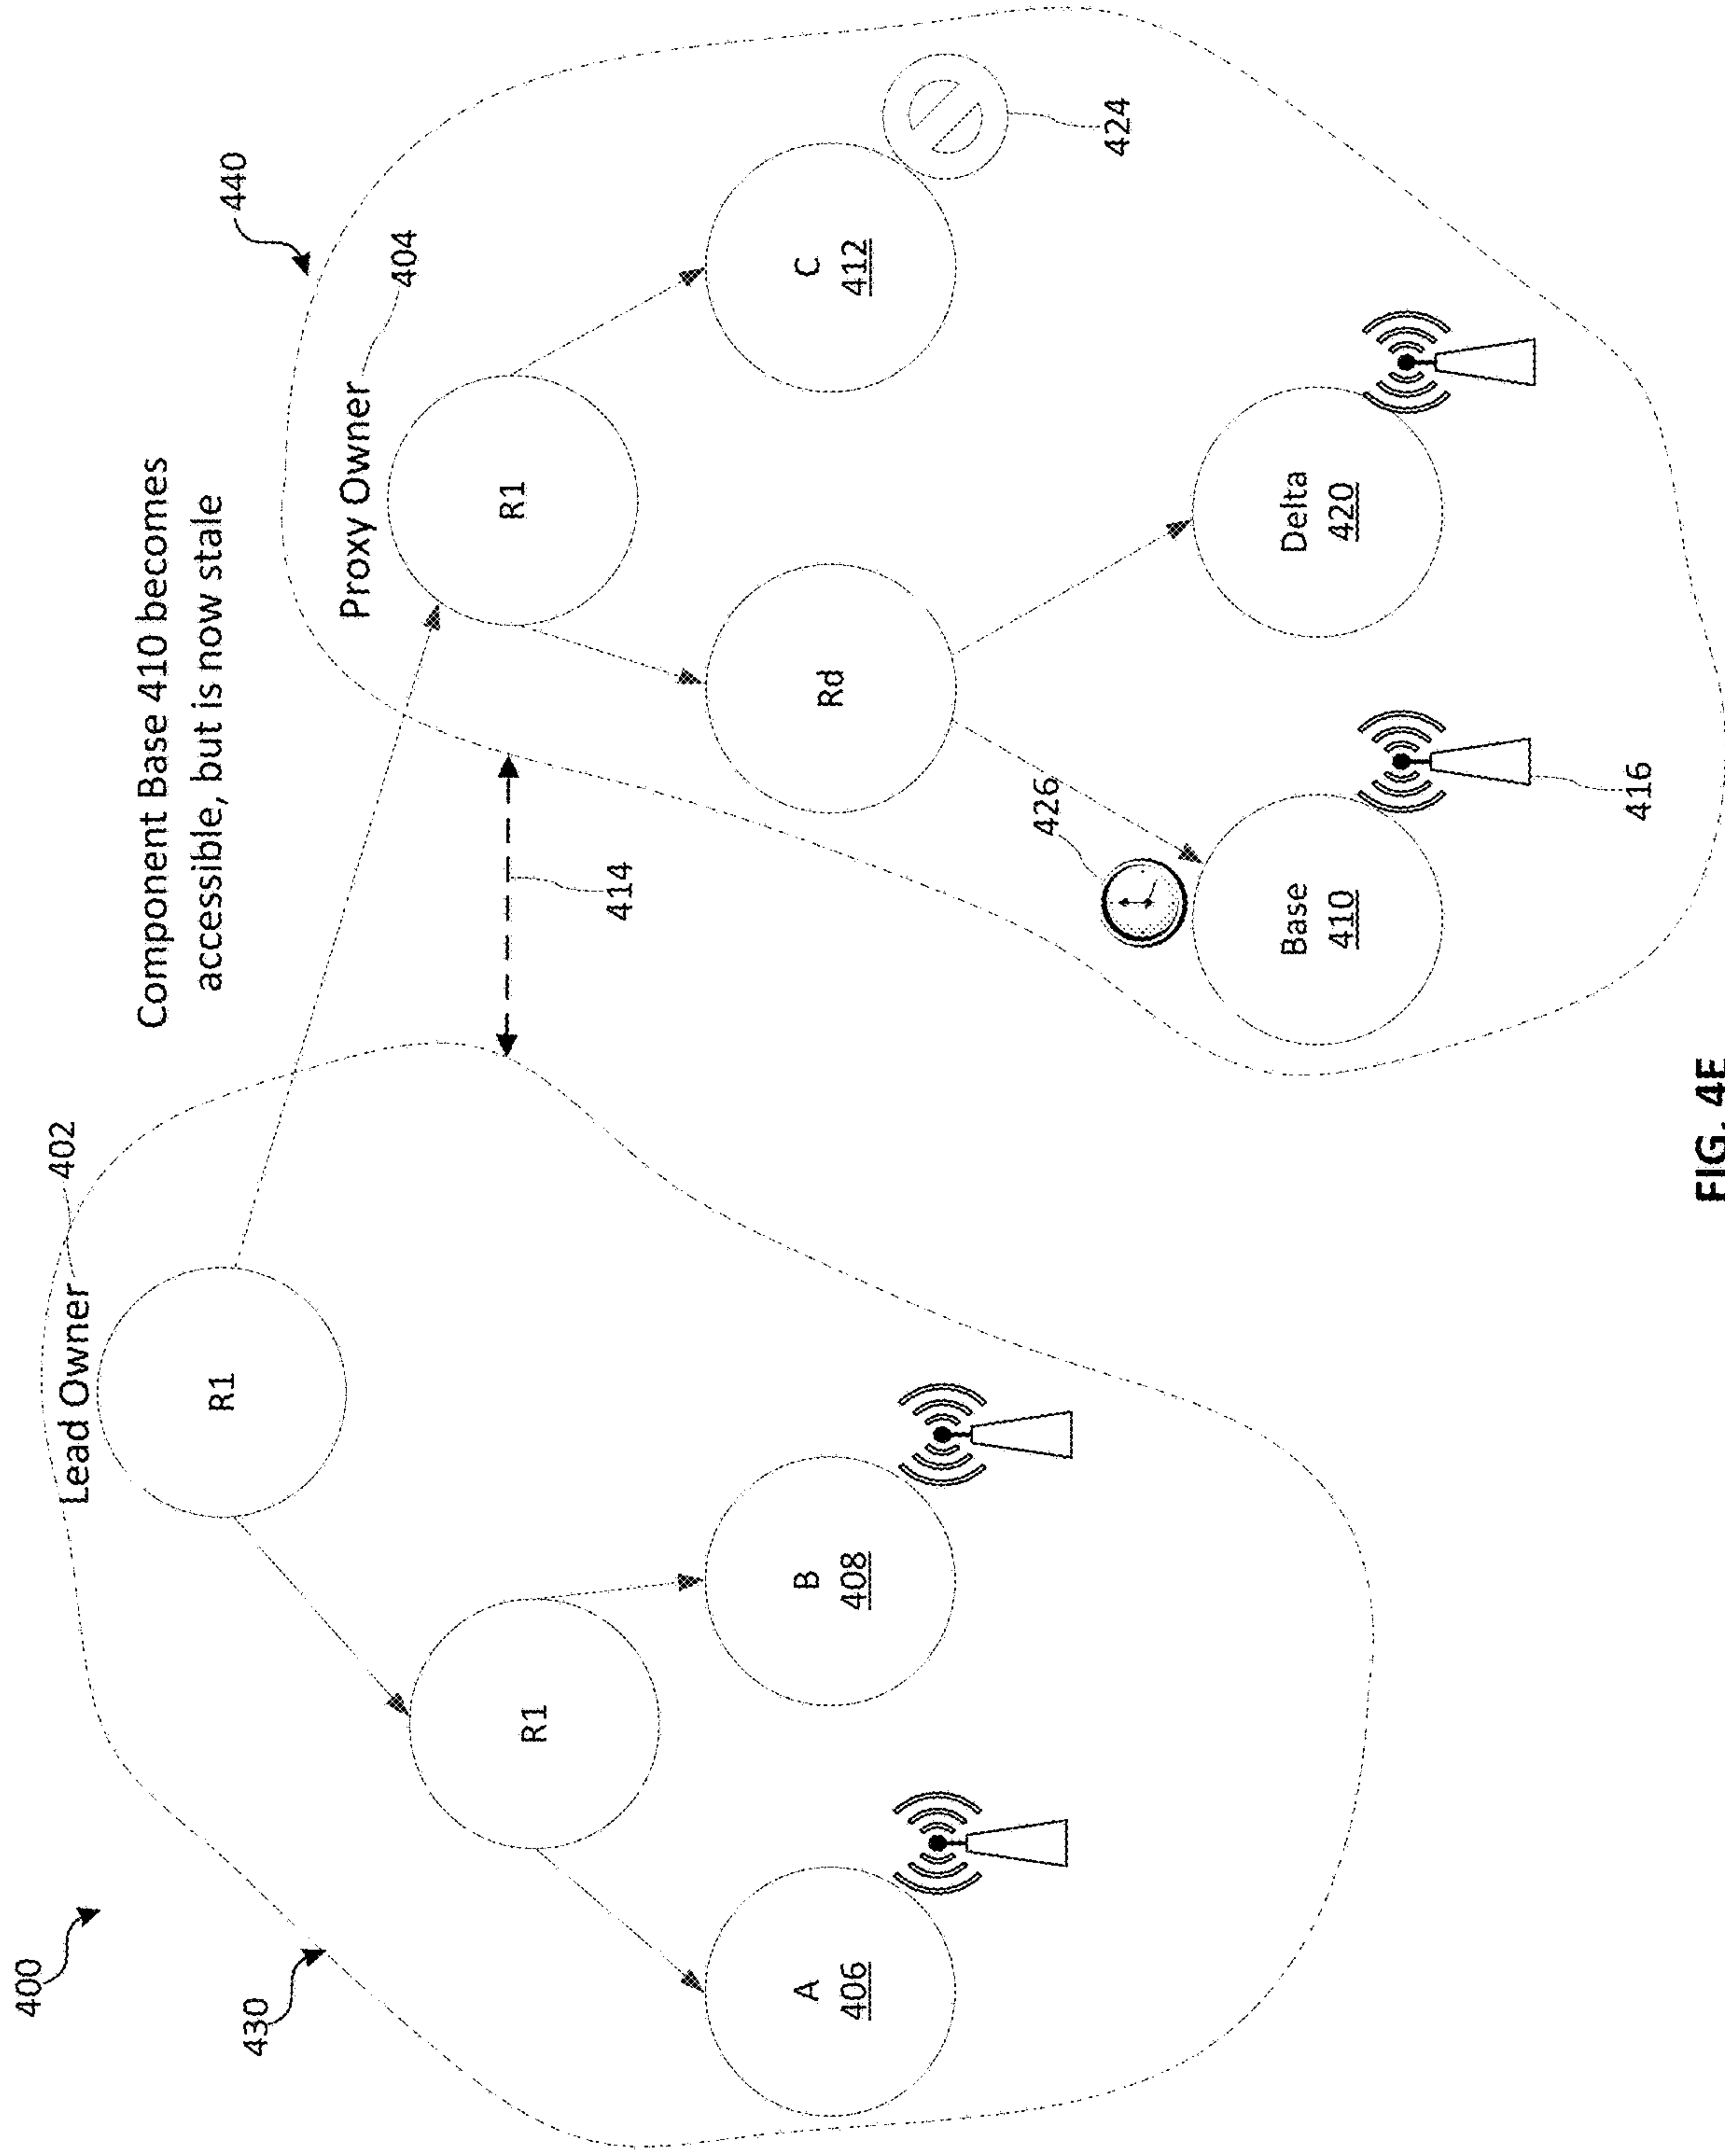 400
430
402
Lead Owner
R1
R1
A
406
B
408
Component Base 410 becomes
accessible, but is now stale
414
440
Proxy Owner
404
R1
C
412
424
Rd
426
Base
410
416
Delta
420
FIG. 4E